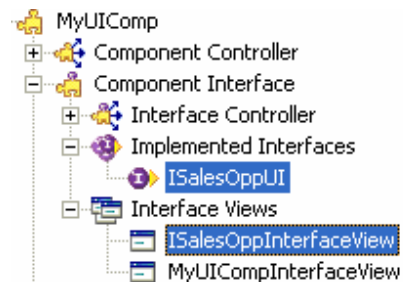 MyUIComp
Component Controller
Component Interface
Interface Controller
Implemented Interfaces
ISalesOppUI
Interface Views
ISalesOppInterfaceView
MyUICompInterfaceView